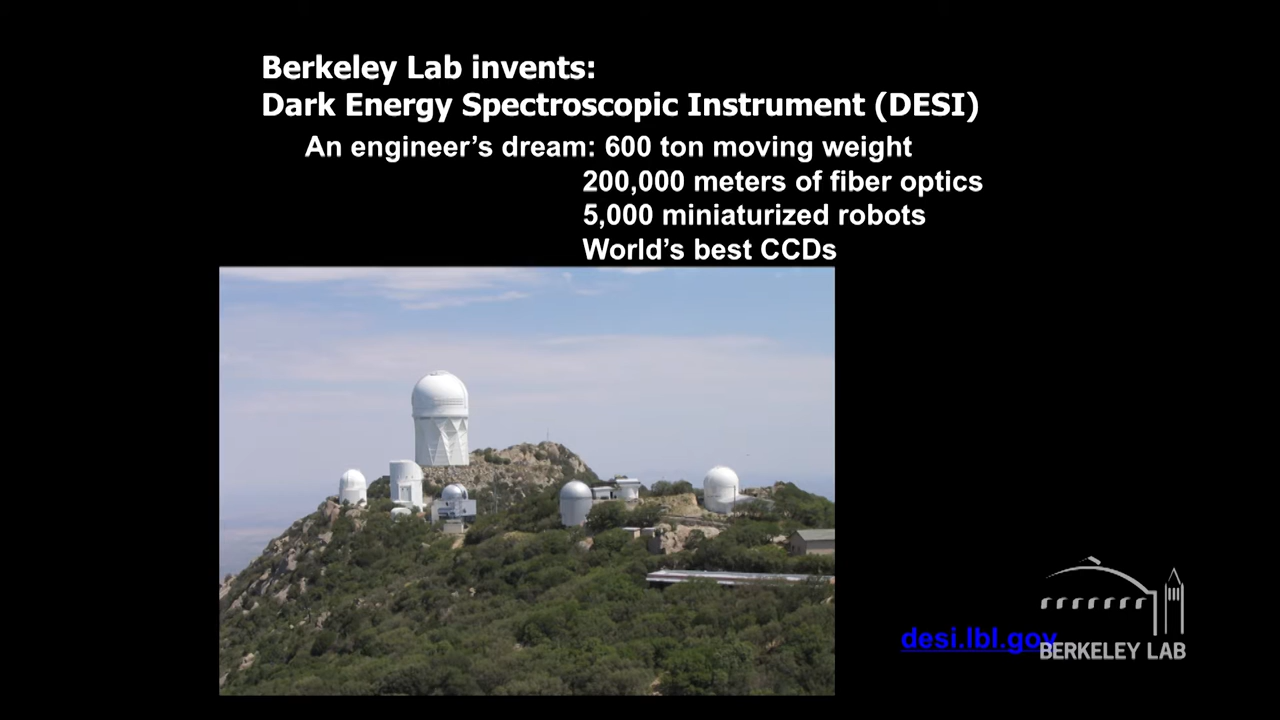 Berkeley Lab invents:
Dark Energy Spectroscopic Instrument (DESI)
An engineer’s dream: 600 ton moving weight
200,000 meters of fiber optics
5,000 miniaturized robots
World’s best CCDs
desi.lbl.gov
BERKELEY LAB